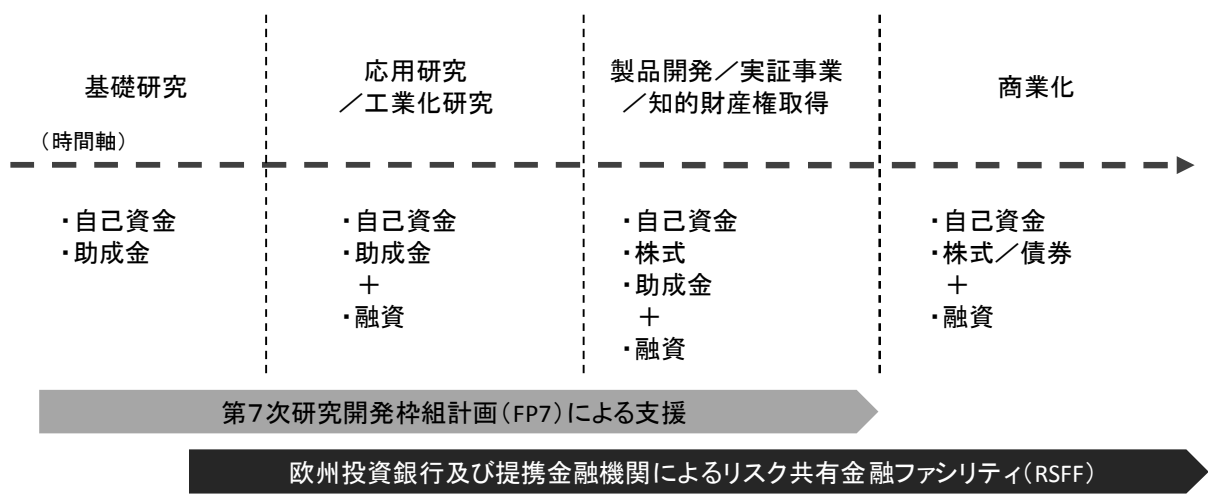 基礎研究
応用研究
／工業化研究
製品開発／実証事業
／知的財産権取得
商業化
（時間軸）
・自己資金
・助成金
・自己資金
・助成金
＋
・融資
・自己資金
・株式
・助成金
＋
・融資
・自己資金
・株式／債券
＋
・融資
第７次研究開発枠組計画（FP7）による支援
欧州投資銀行及び提携金融機関によるリスク共有金融ファシリティ（RSFF）